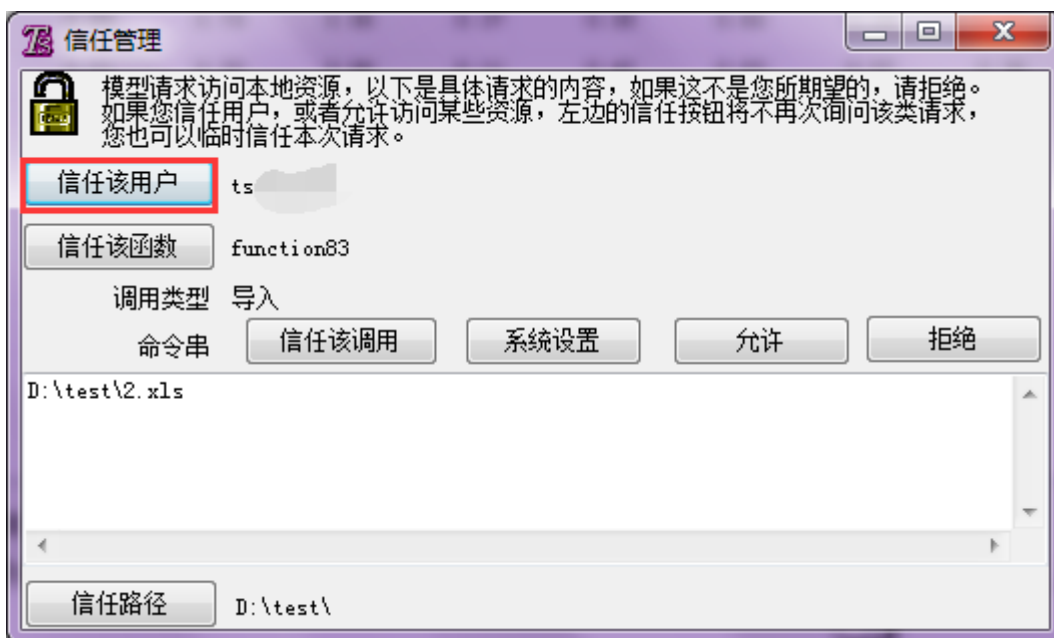 信任管理
模型请求访问本地资源，以下是具体请求的内容，如果这不是您所期望的，请拒绝。
如果您信任用户，或者允许访问某些资源，左边的信任按钮将不再次询问该类请求，
您也可以临时信任本次请求。
信任该用户 ts
信任该函数 function83
调用类型 导入
命令串 信任该调用 系统设置 允许 拒绝
D:\test\2.xls
信任路径 D:\test\